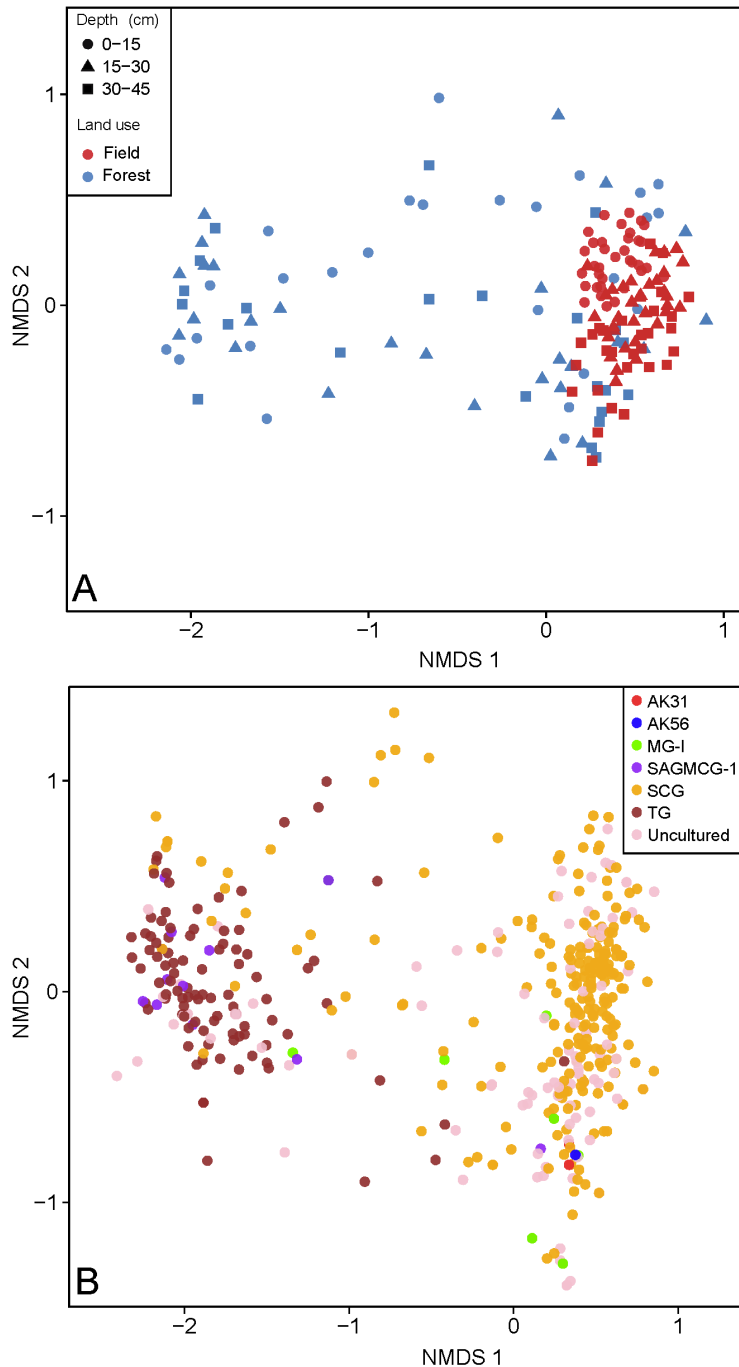 Depth (cm)
0−15
15−30
30−45
Land use
Field
Forest
1
0
−1
NMDS 2
A
−2
−1
0
1
NMDS 1
AK31
AK56
MG-I
SAGMCG-1
SCG
TG
Uncultured
1
0
−1
NMDS 2
B
−2
−1
0
1
NMDS 1